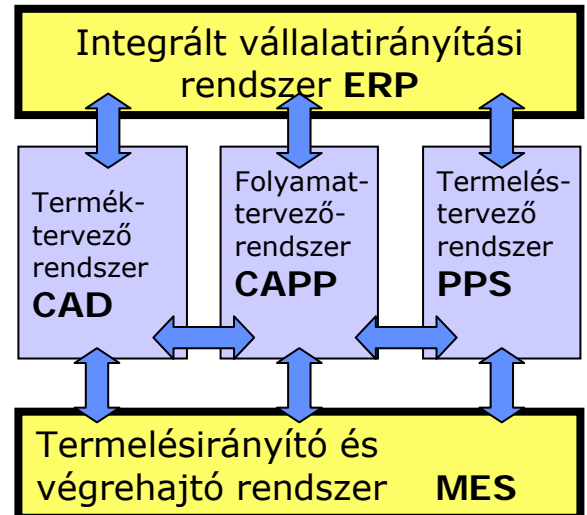 Integrált vállalatirányítási
rendszer ERP
Termék-
tervező
rendszer
CAD
Folyamat-
tervező-
rendszer
CAPP
Termelés-
tervező
rendszer
PPS
Termelésirányító és
végrehajtó rendszer MES